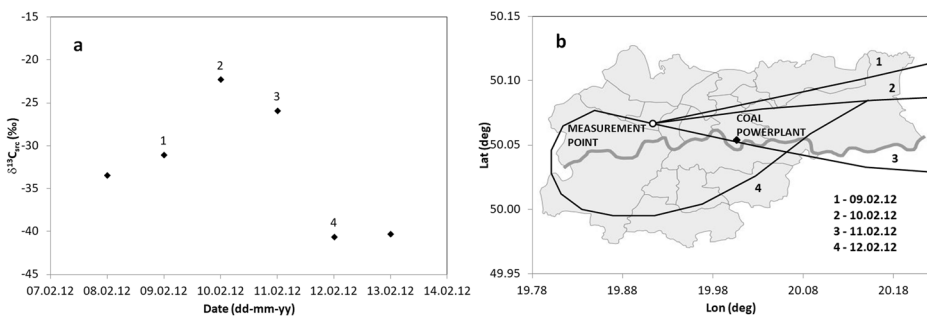 a
-15
-20
-25
-30
-35
-40
-45
δ13Csrc (‰)
1
2
3
4
07.02.12 08.02.12 09.02.12 10.02.12 11.02.12 12.02.12 13.02.12 14.02.12
Date (dd-mm-yy)
b
50.15
50.10
50.05
50.00
49.95
Lat (deg)
1
2
COAL
POWERPLANT
MEASUREMENT
POINT
3
4
1 - 09.02.12
2 - 10.02.12
3 - 11.02.12
4 - 12.02.12
19.78 19.88 19.98 20.08 20.18
Lon (deg)